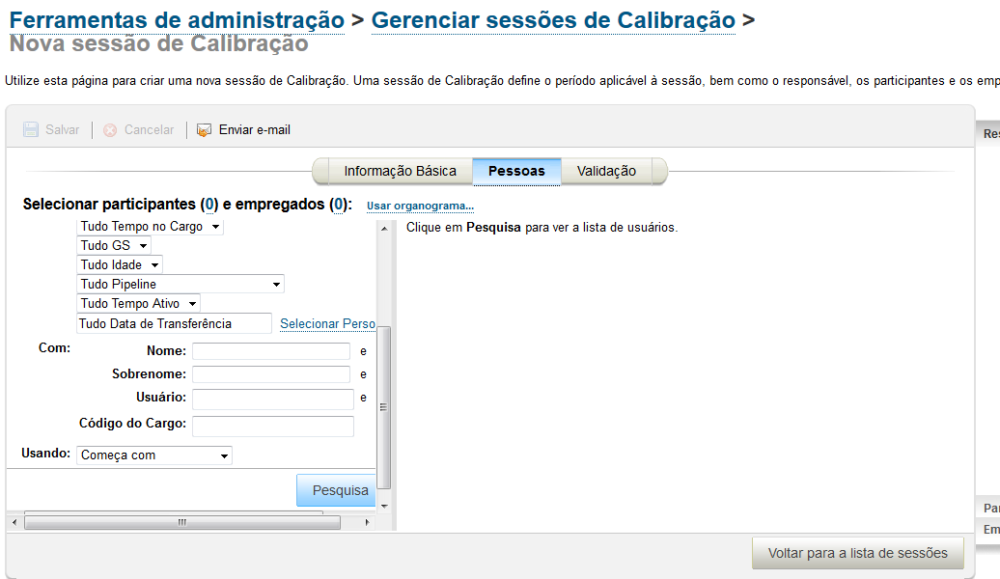 Ferramentas de administração > Gerenciar sessões de Calibração >
Nova sessão de Calibração
Utilize esta página para criar uma nova sessão de Calibração. Uma sessão de Calibração define o período aplicável à sessão, bem como o responsável, os participantes e os emp
Salvar Cancelar Enviar e-mail
Res
Informação Básica Pessoas Validação
Selecionar participantes (0) e empregados (0): Usar organograma...
Tudo Tempo no Cargo
Clique em Pesquisa para ver a lista de usuários.
Tudo GS
Tudo Idade
Tudo Pipeline
Tudo Tempo Ativo
Tudo Data de Transferência Selecionar Perso
Com: Nome: e
Sobrenome: e
Usuário: e
Código do Cargo:
Usando: Começa com
Pesquisa
Par
Em
Voltar para a lista de sessões